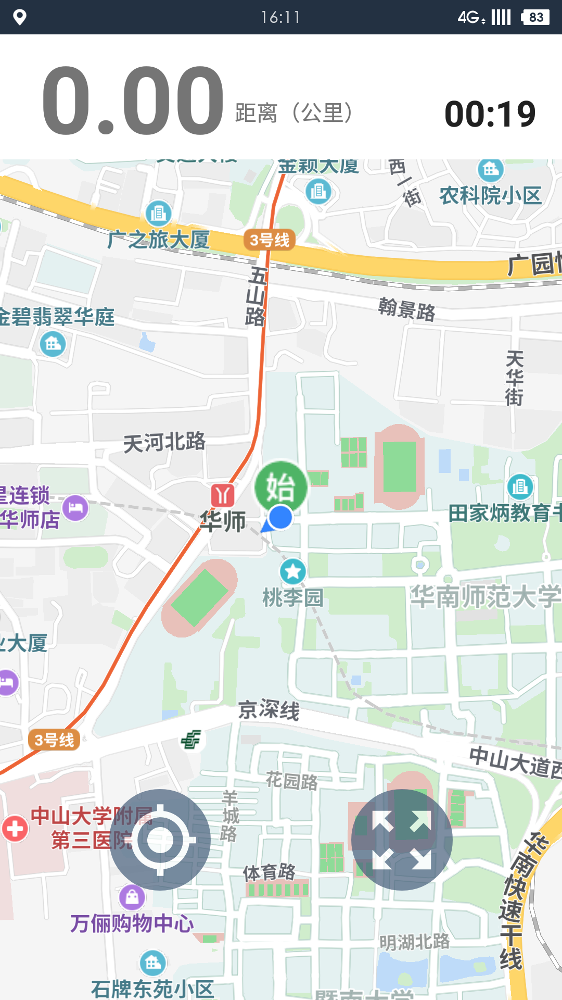 16:11
4G
83
0.00 距离（公里）
00:19
金颖大厦
西一街
农科院小区
广之旅大厦
3号线
广园
五山路
翰景路
金碧翡翠华庭
天华街
天河北路
始
星连锁
华师店
华师
田家炳教育
桃李园
华南师范大学
业大厦
京深线
3号线
中山大道西
花园路
羊城路
中山大学附属
第三医院
华南快速干线
体育路
万俪购物中心
明湖北路
石牌东苑小区
暨南大学